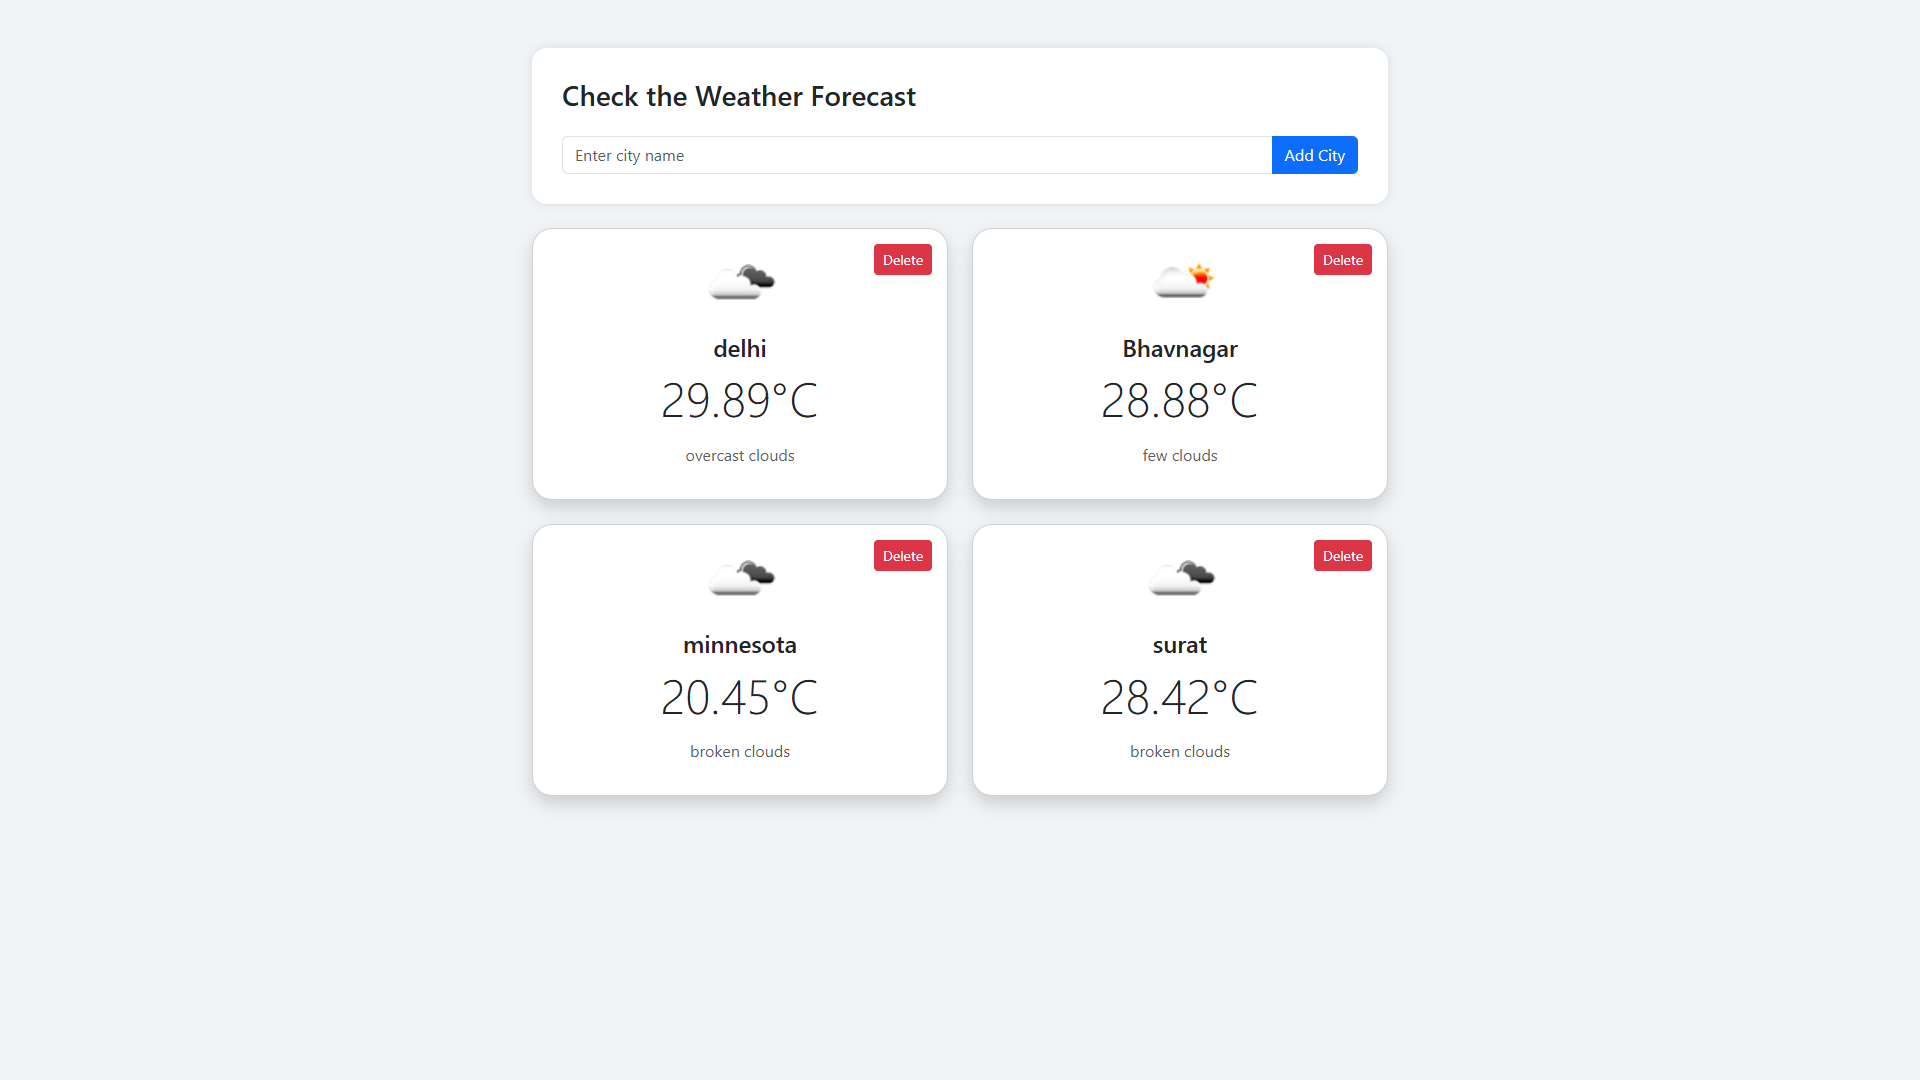 Check the Weather Forecast
Enter city name
Add City
Delete
delhi
29.89°C
overcast clouds
Delete
Bhavnagar
28.88°C
few clouds
Delete
minnesota
20.45°C
broken clouds
Delete
surat
28.42°C
broken clouds